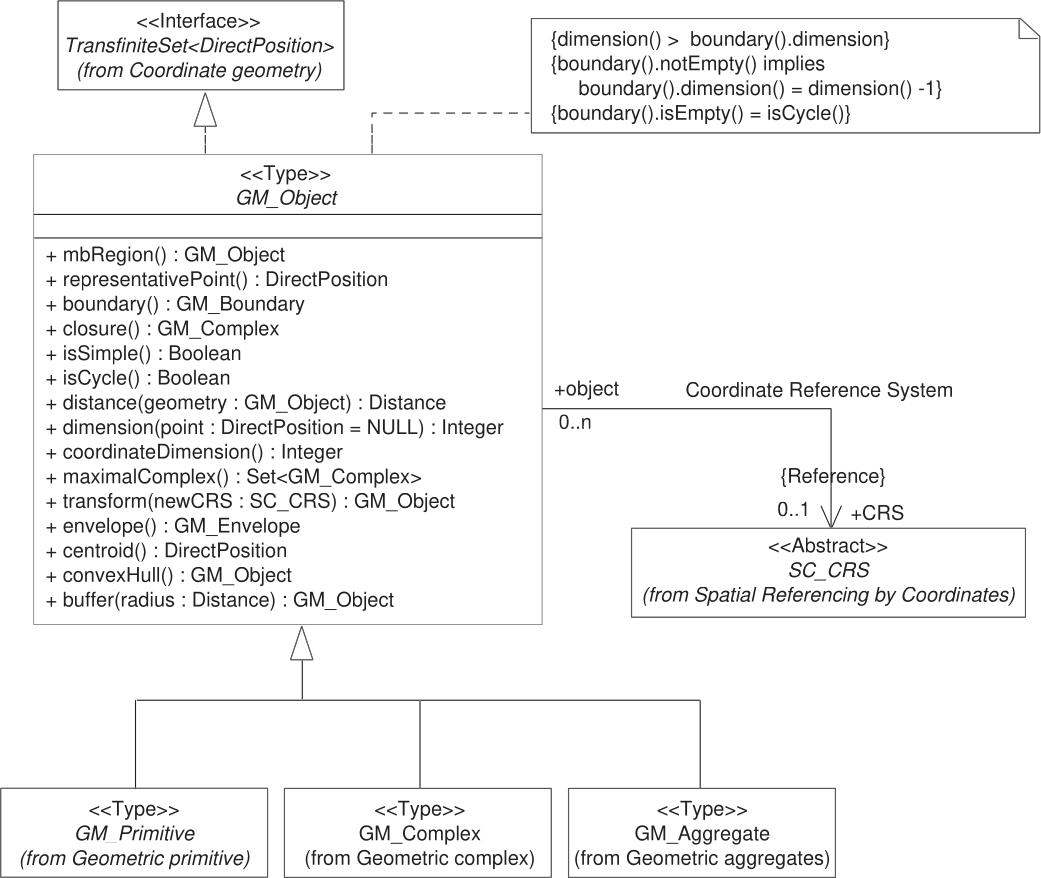 <<Interface>>
TransfiniteSet<DirectPosition>
(from Coordinate geometry)
{dimension() > boundary().dimension}
{boundary().notEmpty() implies
boundary().dimension() = dimension() -1}
{boundary().isEmpty() = isCycle()}
<<Type>>
GM_Object
+ mbRegion() : GM_Object
+ representativePoint() : DirectPosition
+ boundary() : GM_Boundary
+ closure() : GM_Complex
+ isSimple() : Boolean
+ isCycle() : Boolean
+ distance(geometry : GM_Object) : Distance
+ dimension(point : DirectPosition = NULL) : Integer
+ coordinateDimension() : Integer
+ maximalComplex() : Set<GM_Complex>
+ transform(newCRS : SC_CRS) : GM_Object
+ envelope() : GM_Envelope
+ centroid() : DirectPosition
+ convexHull() : GM_Object
+ buffer(radius : Distance) : GM_Object
+object
0..n
Coordinate Reference System
{Reference}
0..1
+CRS
<<Abstract>>
SC_CRS
(from Spatial Referencing by Coordinates)
<<Type>>
GM_Primitive
(from Geometric primitive)
<<Type>>
GM_Complex
(from Geometric complex)
<<Type>>
GM_Aggregate
(from Geometric aggregates)